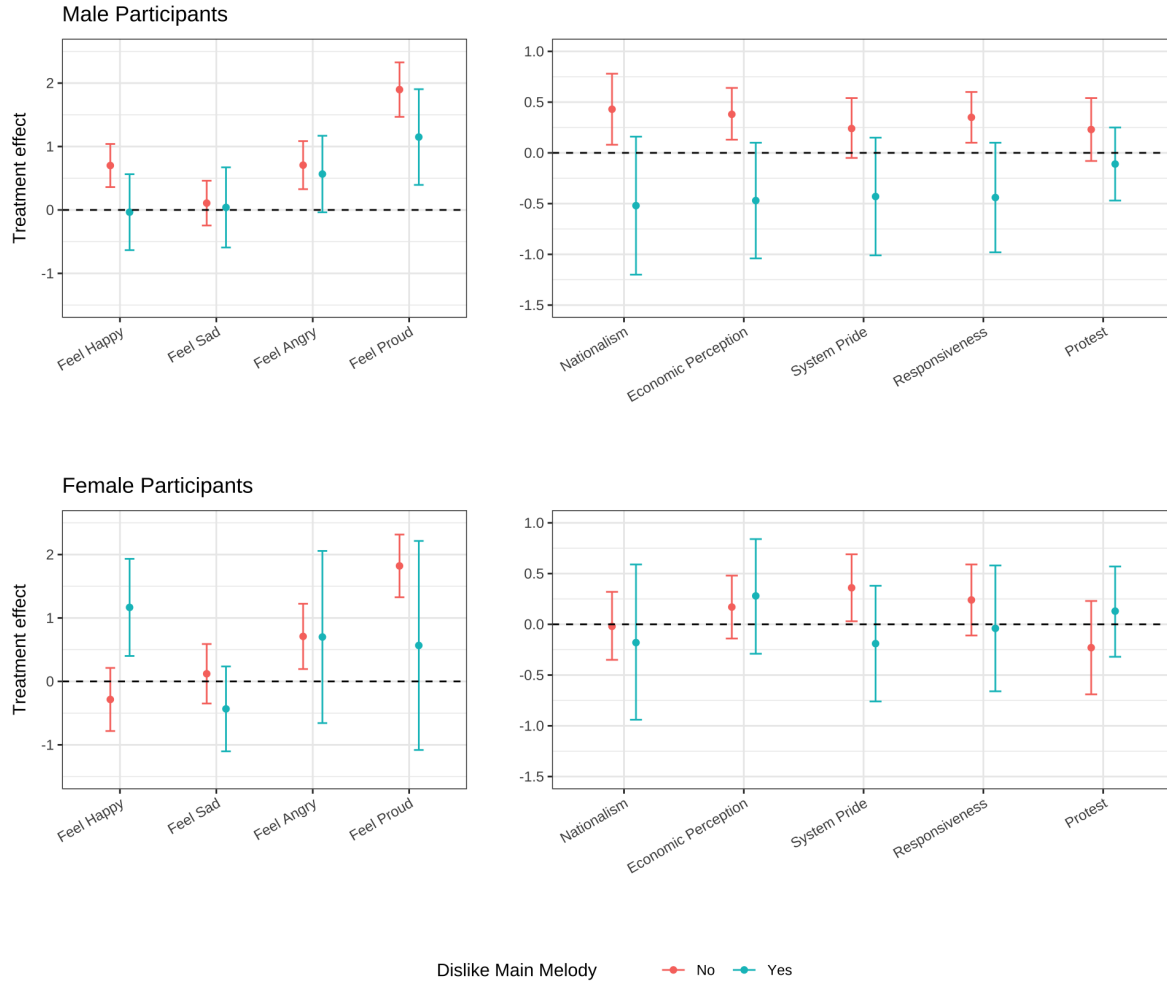 Male Participants
Treatment effect
2
1
0
-1
Feel Happy
Feel Sad
Feel Angry
Feel Proud
1.0
0.5
0.0
-0.5
-1.0
-1.5
Nationalism
Economic Perception
System Pride
Responsiveness
Protest
Female Participants
Treatment effect
2
1
0
-1
Feel Happy
Feel Sad
Feel Angry
Feel Proud
1.0
0.5
0.0
-0.5
-1.0
-1.5
Nationalism
Economic Perception
System Pride
Responsiveness
Protest
Dislike Main Melody No Yes